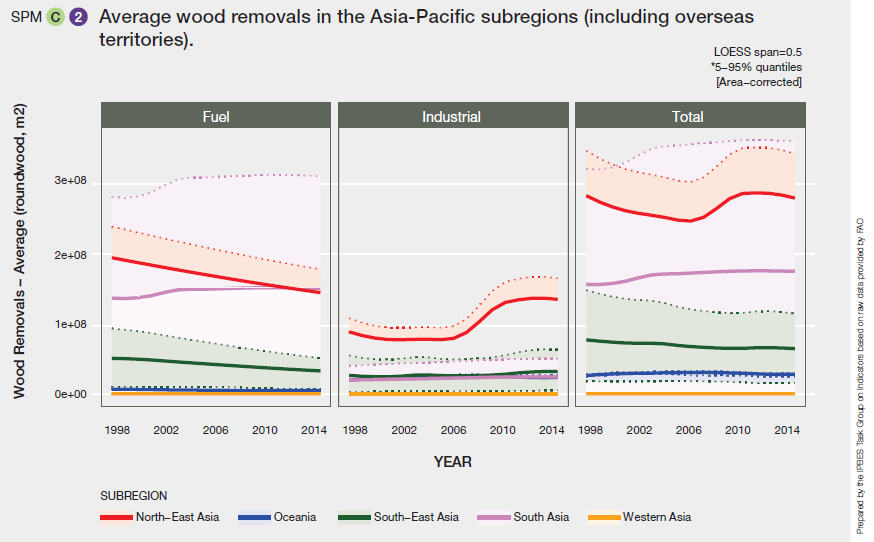 SPM C 2 Average wood removals in the Asia-Pacific subregions (including overseas
territories).
LOESS span=0.5
*5–95% quantiles
[Area–corrected]
Wood Removals – Average (roundwood, m2)
Fuel Industrial Total
3e+08
2e+08
1e+08
0e+00
1998 2002 2006 2010 2014 1998 2002 2006 2010 2014 1998 2002 2006 2010 2014
YEAR
SUBREGION
North–East Asia Oceania South–East Asia South Asia Western Asia
Prepared by the IPBES Task Group on Indicators based on raw data provided by FAO